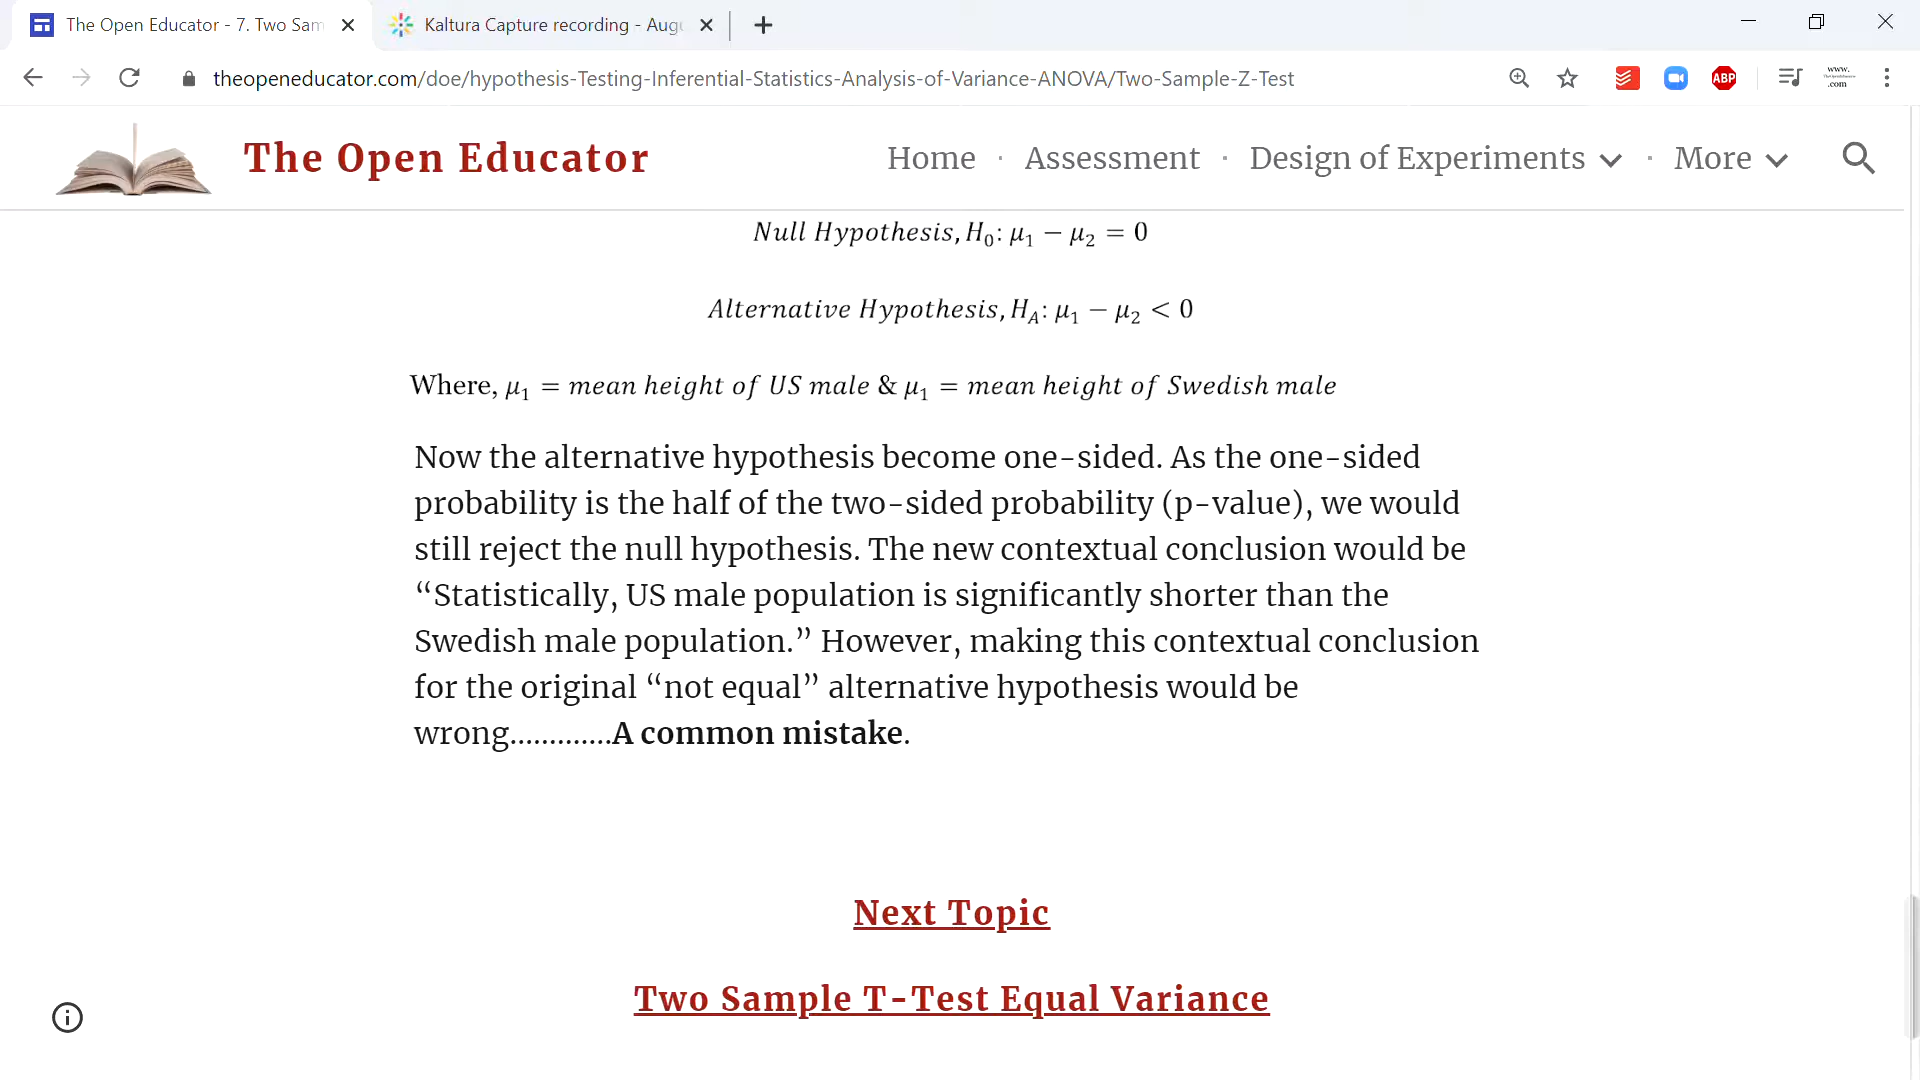 The Open Educator - 7. Two Sam
Kaltura Capture recording - Augu
theopeneducator.com/doe/hypothesis-Testing-Inferential-Statistics-Analysis-of-Variance-ANOVA/Two-Sample-Z-Test
ABP
www.
.com
The Open Educator
Home · Assessment · Design of Experiments · More
Null Hypothesis, H₀: μ₁ − μ₂ = 0
Alternative Hypothesis, H_A: μ₁ − μ₂ < 0
Where, μ₁ = mean height of US male & μ₁ = mean height of Swedish male
Now the alternative hypothesis become one-sided. As the one-sided
probability is the half of the two-sided probability (p-value), we would
still reject the null hypothesis. The new contextual conclusion would be
“Statistically, US male population is significantly shorter than the
Swedish male population.” However, making this contextual conclusion
for the original “not equal” alternative hypothesis would be
wrong.............A common mistake.
Next Topic
Two Sample T-Test Equal Variance